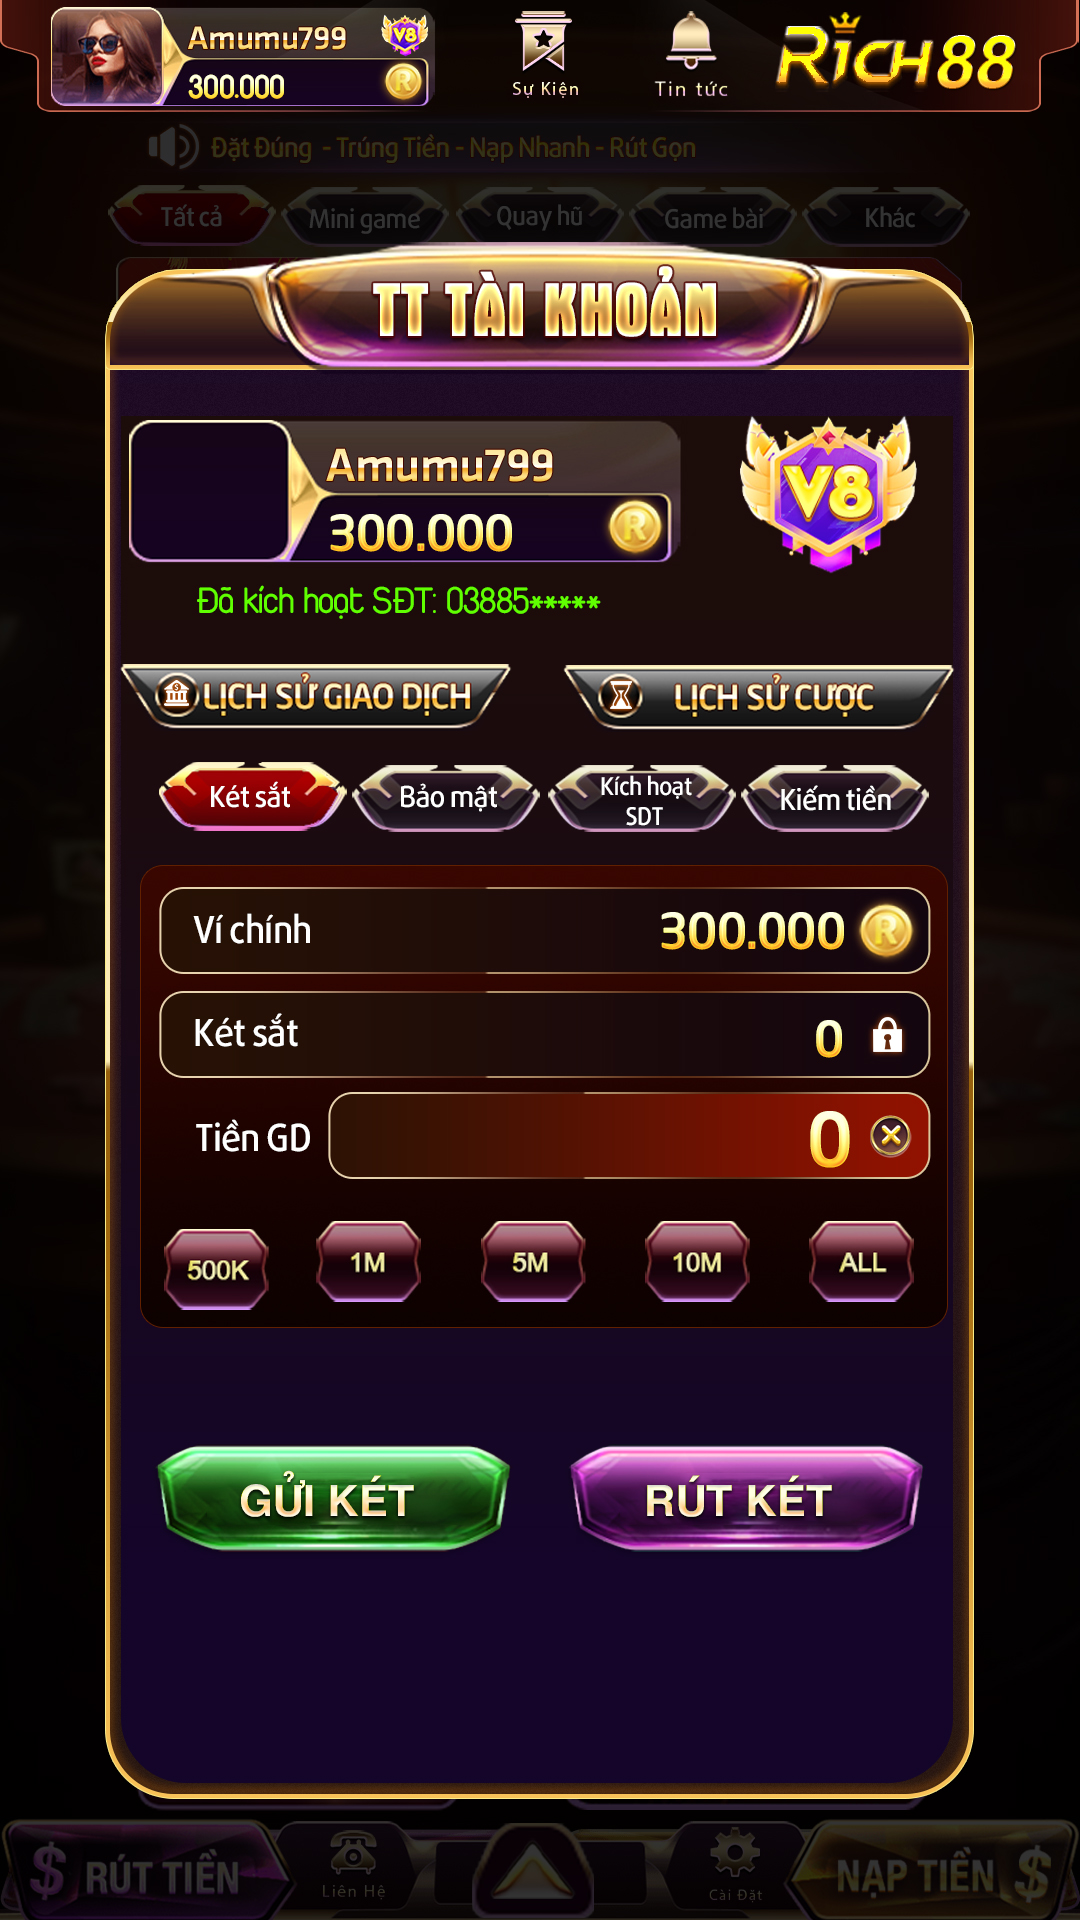 Amumu799
V8
300.000
R
Sự Kiện
Tin tức
RICH88
Đặt Đúng - Trúng Tiền - Nạp Nhanh - Rút Gọn
Tất cả
Mini game
Quay hũ
Game bài
Khác
TT TÀI KHOẢN
Amumu799
300.000
R
V8
Đã kích hoạt SĐT: 03885*****
LỊCH SỬ GIAO DỊCH
LỊCH SỬ CƯỢC
Két sắt
Bảo mật
Kích hoạt
SDT
Kiếm tiền
Ví chính
300.000
R
Két sắt
0
Tiền GD
0
500K
1M
5M
10M
ALL
GỬI KÉT
RÚT KÉT
$ RÚT TIỀN
Liên Hệ
Cài Đặt
NẠP TIỀN $